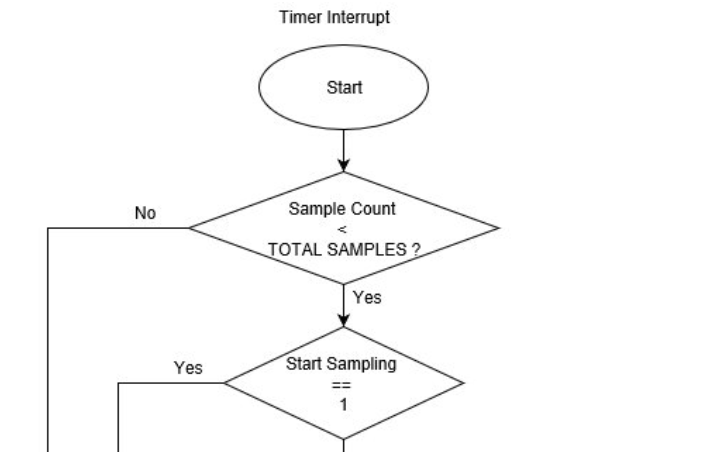 Timer Interrupt
Start
Sample Count
<
TOTAL SAMPLES ?
No
Yes
Start Sampling
==
1
Yes